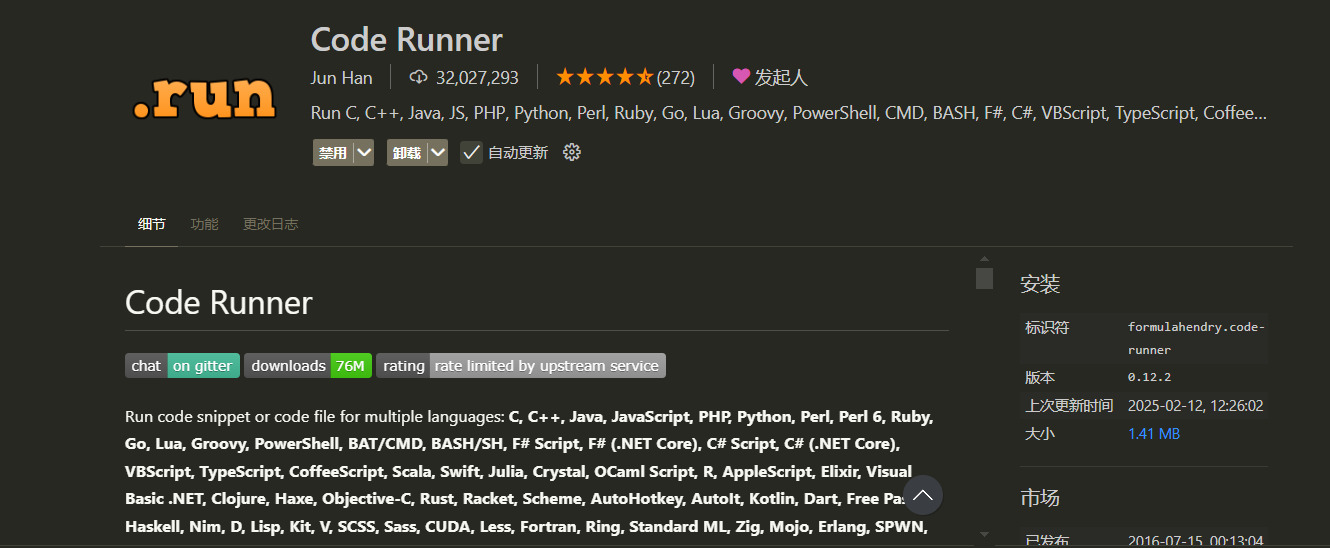 .run
Code Runner
Jun Han 32,027,293 (272) 发起人
Run C, C++, Java, JS, PHP, Python, Perl, Ruby, Go, Lua, Groovy, PowerShell, CMD, BASH, F#, C#, VBScript, TypeScript, Coffee...
禁用 卸载 自动更新
细节 功能 更改日志
Code Runner
chat on gitter downloads 76M rating rate limited by upstream service
Run code snippet or code file for multiple languages: C, C++, Java, JavaScript, PHP, Python, Perl, Perl 6, Ruby,
Go, Lua, Groovy, PowerShell, BAT/CMD, BASH/SH, F# Script, F# (.NET Core), C# Script, C# (.NET Core),
VBScript, TypeScript, CoffeeScript, Scala, Swift, Julia, Crystal, OCaml Script, R, AppleScript, Elixir, Visual
Basic .NET, Clojure, Haxe, Objective-C, Rust, Racket, Scheme, AutoHotkey, AutoIt, Kotlin, Dart, Free
Haskell, Nim, D, Lisp, Kit, V, SCSS, Sass, CUDA, Less, Fortran, Ring, Standard ML, Zig, Mojo, Erlang, SPWN,
安装
标识符 formulahendry.code-
runner
版本 0.12.2
上次更新时间 2025-02-12, 12:26:02
大小 1.41 MB
市场
已发布 2016-07-15, 00:13:04